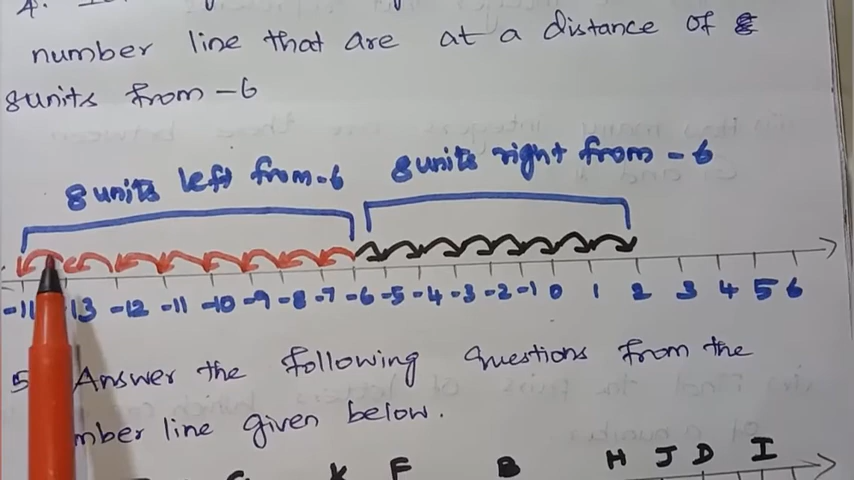 4.
number line that are at a distance of
8units from -6
8 units left from -6 8 units right from -6
-13 -12 -11 -10 -9 -8 -7 -6 -5 -4 -3 -2 -1 0 1 2 3 4 5 6
5 Answer the following questions from the
number line given below.
K F B H J D I